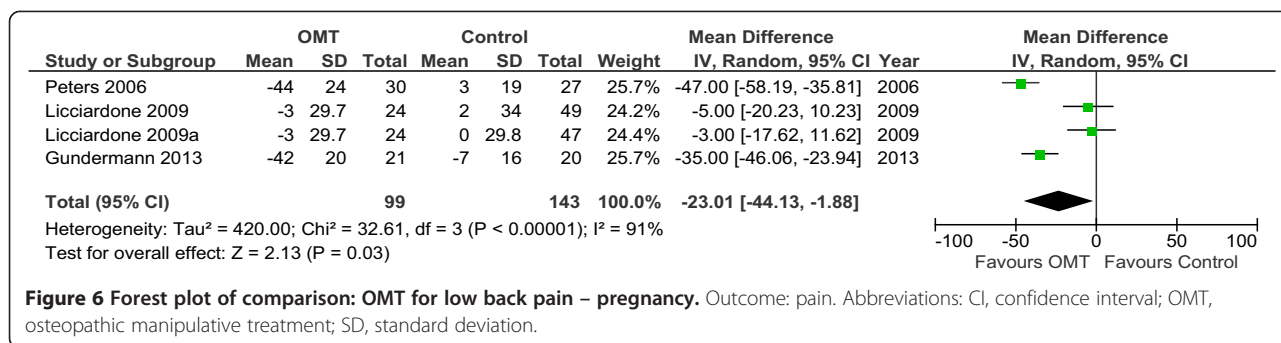 OMT Control Mean Difference Mean Difference
Study or Subgroup Mean SD Total Mean SD Total Weight IV, Random, 95% CI Year IV, Random, 95% CI
Peters 2006 -44 24 30 3 19 27 25.7% -47.00 [-58.19, -35.81] 2006
Licciardone 2009 -3 29.7 24 2 34 49 24.2% -5.00 [-20.23, 10.23] 2009
Licciardone 2009a -3 29.7 24 0 29.8 47 24.4% -3.00 [-17.62, 11.62] 2009
Gundermann 2013 -42 20 21 -7 16 20 25.7% -35.00 [-46.06, -23.94] 2013
Total (95% CI) 99 143 100.0% -23.01 [-44.13, -1.88]
Heterogeneity: Tau² = 420.00; Chi² = 32.61, df = 3 (P < 0.00001); I² = 91%
Test for overall effect: Z = 2.13 (P = 0.03)
-100 -50 0 50 100
Favours OMT Favours Control
Figure 6 Forest plot of comparison: OMT for low back pain – pregnancy. Outcome: pain. Abbreviations: CI, confidence interval; OMT,
osteopathic manipulative treatment; SD, standard deviation.